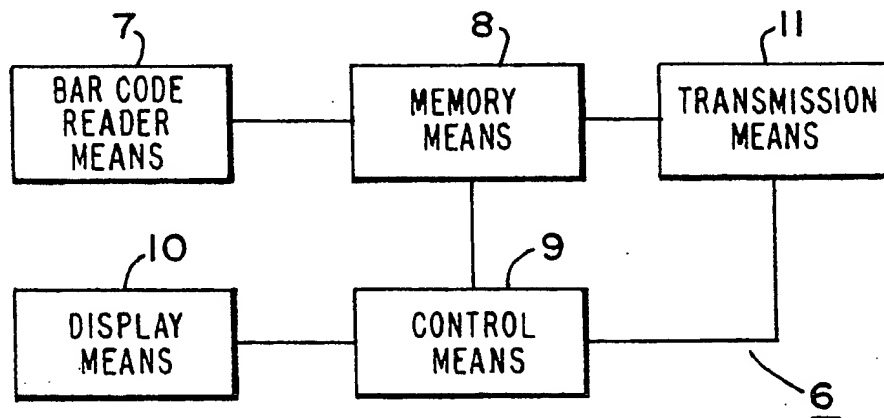 7
8
11
BAR CODE
READER
MEANS
MEMORY
MEANS
TRANSMISSION
MEANS
10
9
DISPLAY
MEANS
CONTROL
MEANS
6